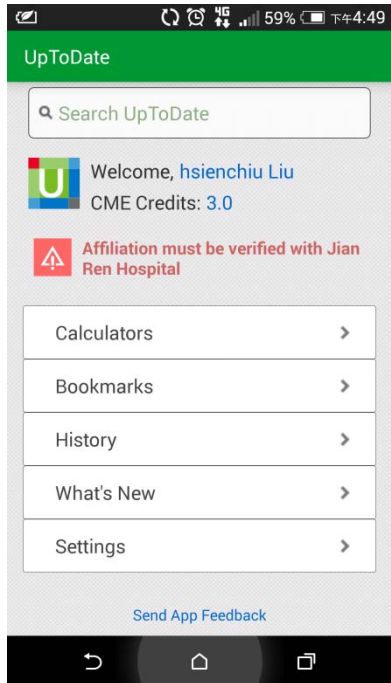 4G 59% 下午4:49
UpToDate
Search UpToDate
U
Welcome, hsienchiu Liu
CME Credits: 3.0
Affiliation must be verified with Jian
Ren Hospital
Calculators
Bookmarks
History
What's New
Settings
Send App Feedback